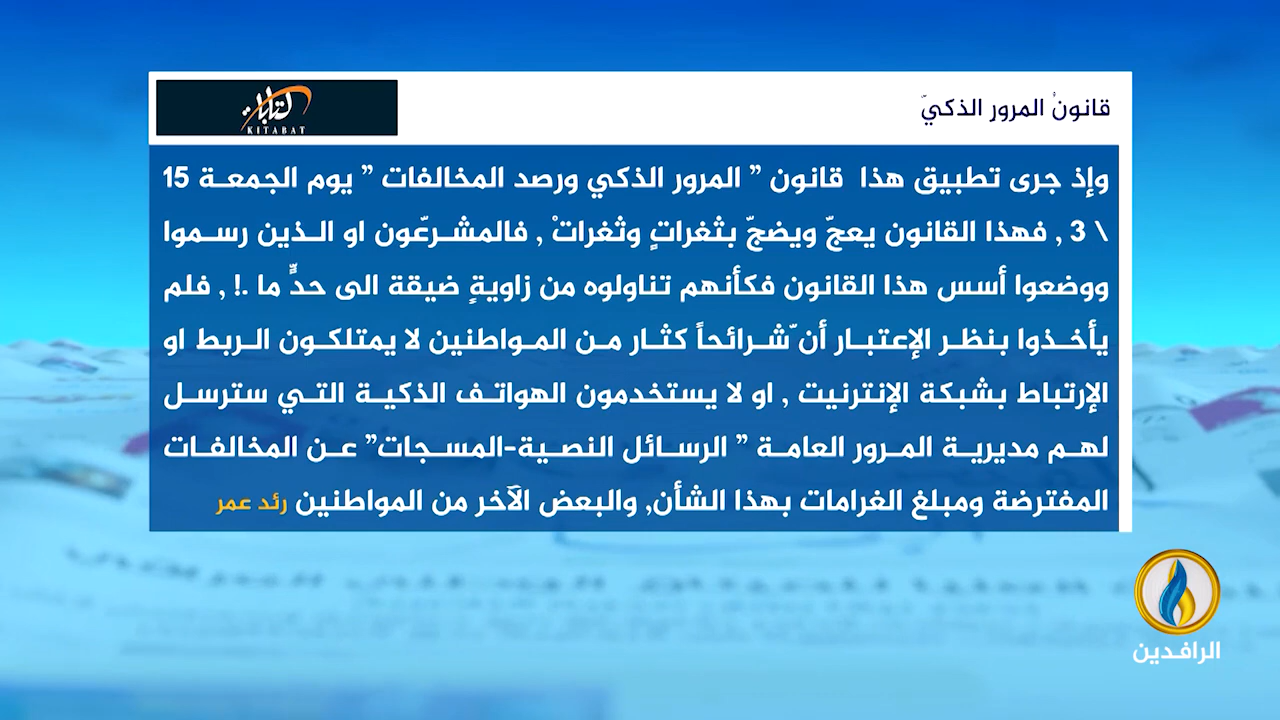 كتابات
KITABAT
قانونُ المرور الذكيّ
وإذ جرى تطبيق هذا قانون ” المرور الذكي ورصد المخالفات ” يوم الجمعة 15
\ 3 , فهذا القانون يعجّ ويضجّ بثغراتٍ وثغراتْ , فالمشرعّون او الذين رسموا
ووضعوا أسس هذا القانون فكأنهم تناولوه من زاويةٍ ضيقة الى حدٍّ ما .! , فلم
يأخذوا بنظر الإعتبار أن ّشرائحاً كثار من المواطنين لا يمتلكون الربط او
الإرتباط بشبكة الإنترنيت , او لا يستخدمون الهواتف الذكية التي سترسل
لهم مديرية المرور العامة ” الرسائل النصية-المسجات” عن المخالفات
المفترضة ومبلغ الغرامات بهذا الشأن, والبعض الآخر من المواطنين رئد عمر
الرافدين